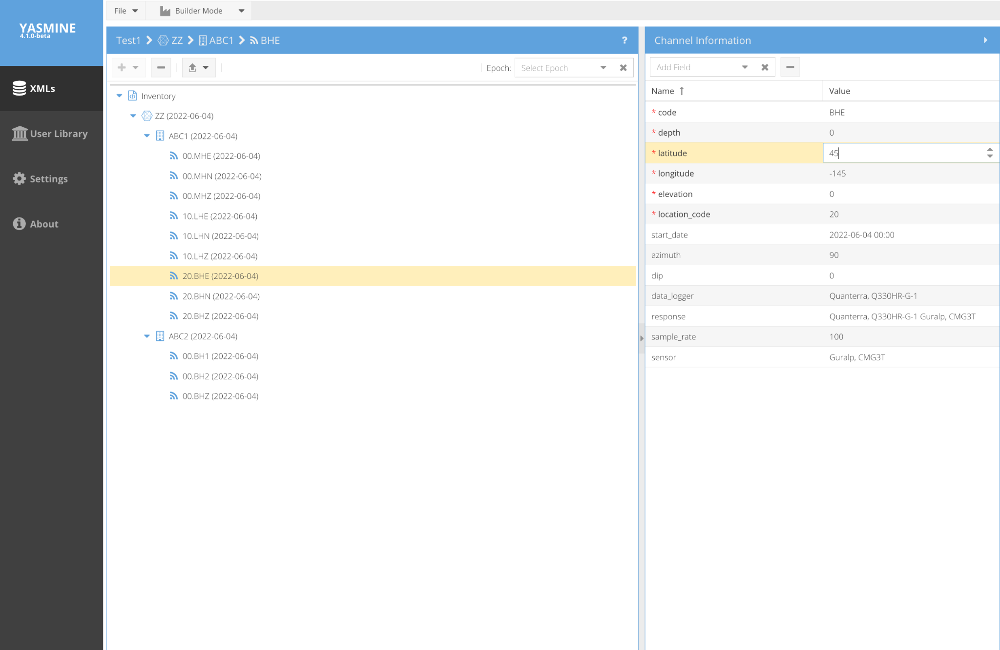 YASMINE
4.1.0-beta
XMLs
User Library
Settings
About
File
Builder Mode
Test1 ZZ ABC1 BHE ?
Epoch: Select Epoch
Inventory
ZZ (2022-06-04)
ABC1 (2022-06-04)
00.MHE (2022-06-04)
00.MHN (2022-06-04)
00.MHZ (2022-06-04)
10.LHE (2022-06-04)
10.LHN (2022-06-04)
10.LHZ (2022-06-04)
20.BHE (2022-06-04)
20.BHN (2022-06-04)
20.BHZ (2022-06-04)
ABC2 (2022-06-04)
00.BH1 (2022-06-04)
00.BH2 (2022-06-04)
00.BHZ (2022-06-04)
Channel Information
Add Field
Name Value
* code BHE
* depth 0
* latitude 45
* longitude -145
* elevation 0
* location_code 20
start_date 2022-06-04 00:00
azimuth 90
dip 0
data_logger Quanterra, Q330HR-G-1
response Quanterra, Q330HR-G-1 Guralp, CMG3T
sample_rate 100
sensor Guralp, CMG3T